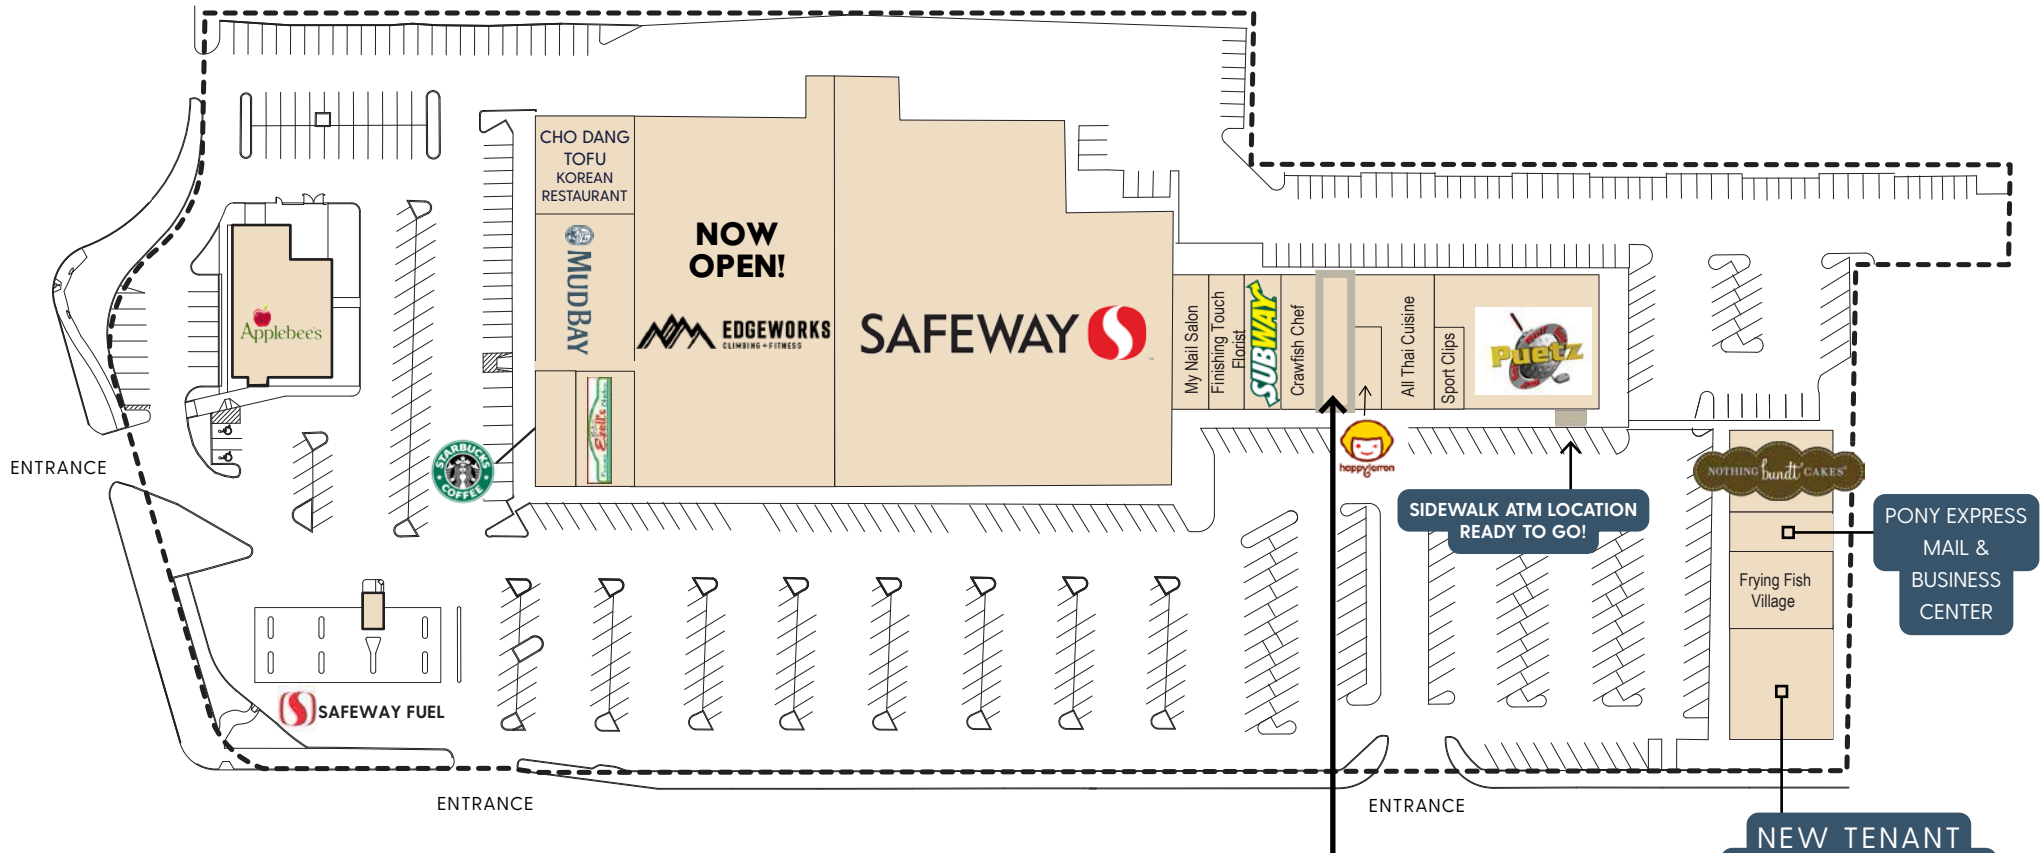 CHO DANG
TOFU
KOREAN
RESTAURANT
MUDBAY
NOW
OPEN!
EDGEWORKS
CLIMBING + FITNESS
SAFEWAY
Applebee's
Ezell's
STARBUCKS
COFFEE
My Nail Salon
Finishing Touch
Florist
SUBWAY
Crawfish Chef
happy lemon
All Thai Cuisine
Sport Clips
Puetz
SIDEWALK ATM LOCATION
READY TO GO!
NOTHING bundt CAKES
PONY EXPRESS
MAIL &
BUSINESS
CENTER
Frying Fish
Village
NEW TENANT
SAFEWAY FUEL
ENTRANCE
ENTRANCE
ENTRANCE